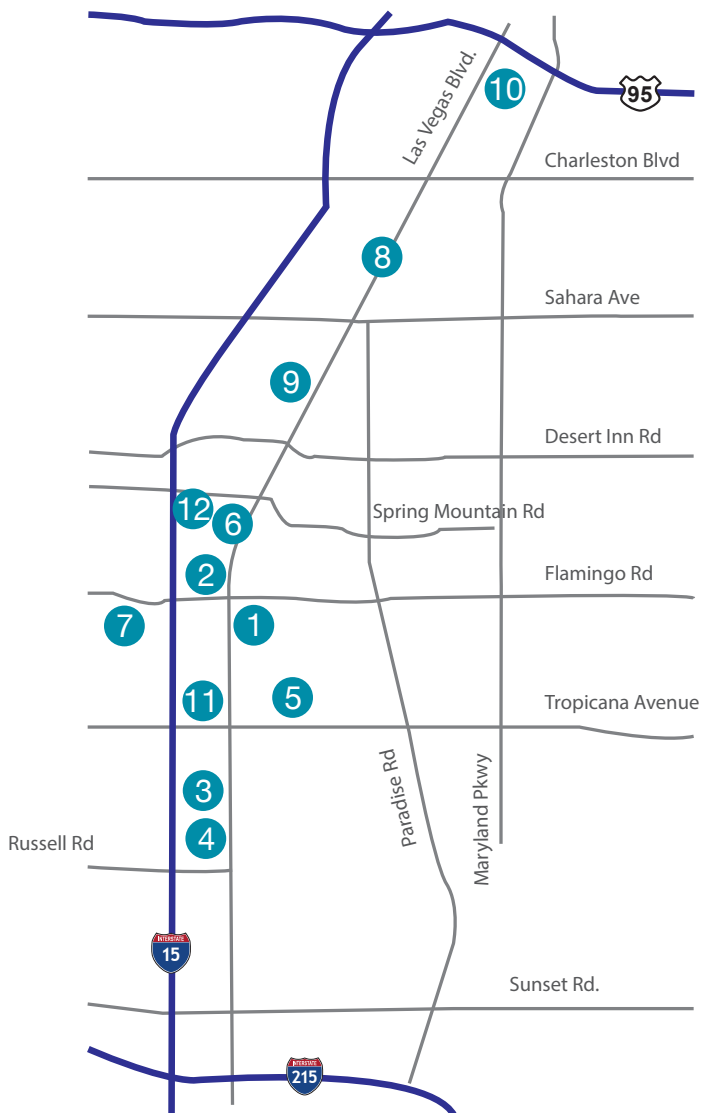 Las Vegas Blvd.
10
95
Charleston Blvd
8
Sahara Ave
9
Desert Inn Rd
12
6
Spring Mountain Rd
2
Flamingo Rd
7
1
11
5
Tropicana Avenue
3
Paradise Rd
Maryland Pkwy
4
Russell Rd
INTERSTATE
15
Sunset Rd.
INTERSTATE
215